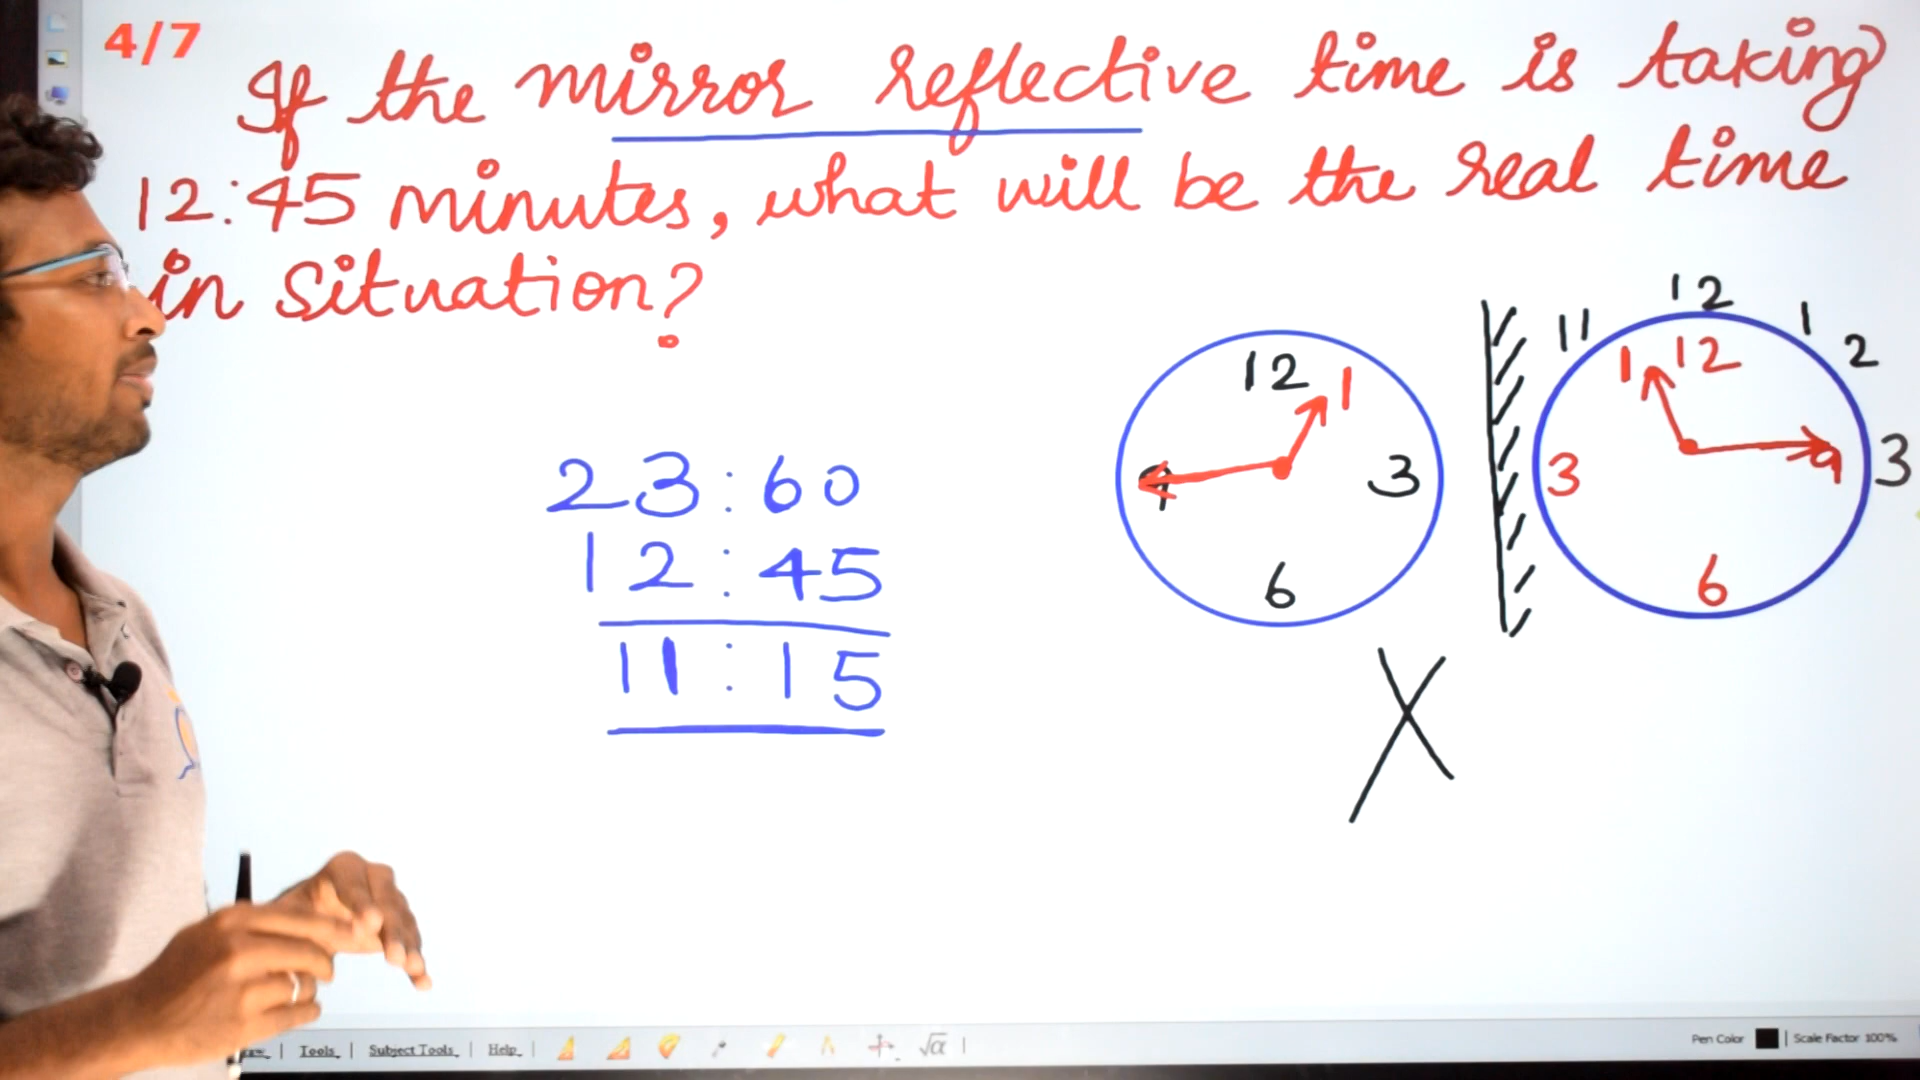 4/7
If the mirror reflective time is taking
12:45 minutes, what will be the real time
in situation?
23:60
12:45
11:15
12
1
9
3
6
12
11
1
2
3
1
12
3
9
6
Tools
Subject Tools
Help
√α
Pen Color
Scale Factor 100%